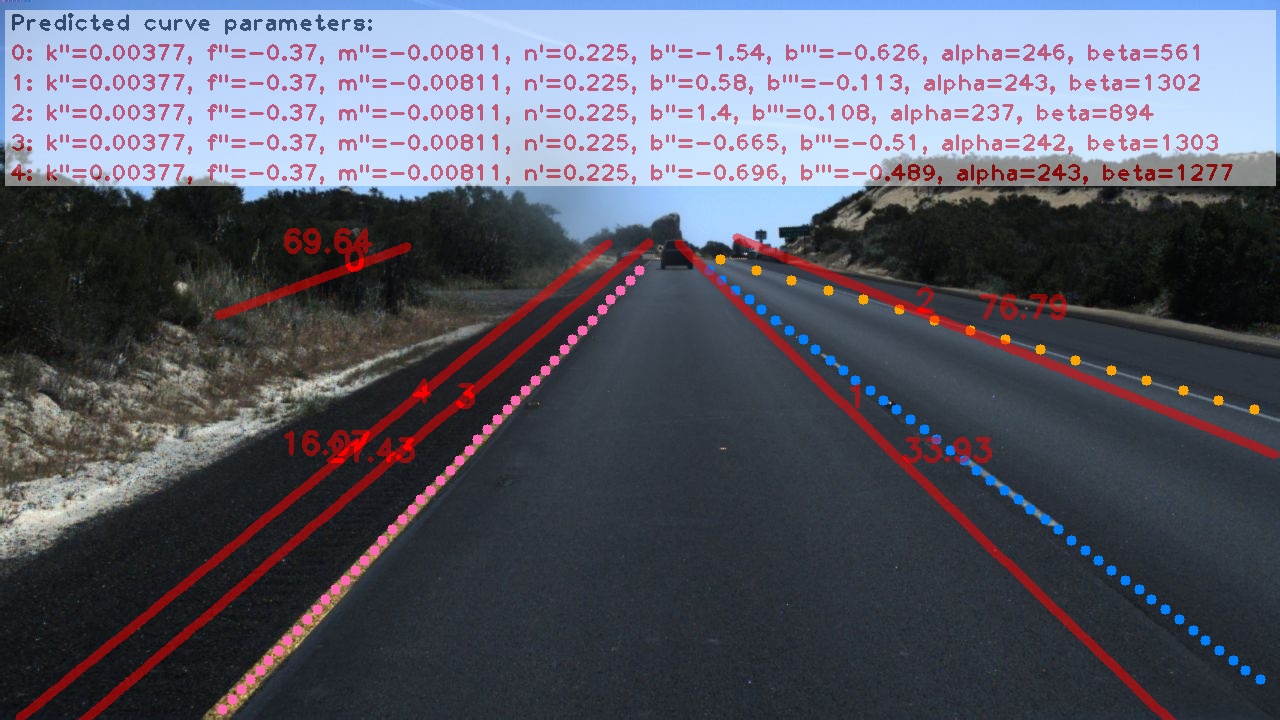 Predicted curve parameters:
0: k''=0.00377, f''=-0.37, m''=-0.00811, n'=0.225, b''=-1.54, b'''=-0.626, alpha=246, beta=561
1: k''=0.00377, f''=-0.37, m''=-0.00811, n'=0.225, b''=0.58, b'''=-0.113, alpha=243, beta=1302
2: k''=0.00377, f''=-0.37, m''=-0.00811, n'=0.225, b''=1.4, b'''=0.108, alpha=237, beta=894
3: k''=0.00377, f''=-0.37, m''=-0.00811, n'=0.225, b''=-0.665, b'''=-0.51, alpha=242, beta=1303
4: k''=0.00377, f''=-0.37, m''=-0.00811, n'=0.225, b''=-0.696, b'''=-0.489, alpha=243, beta=1277
69.64
0
2 76.79
4 3 1
33.93